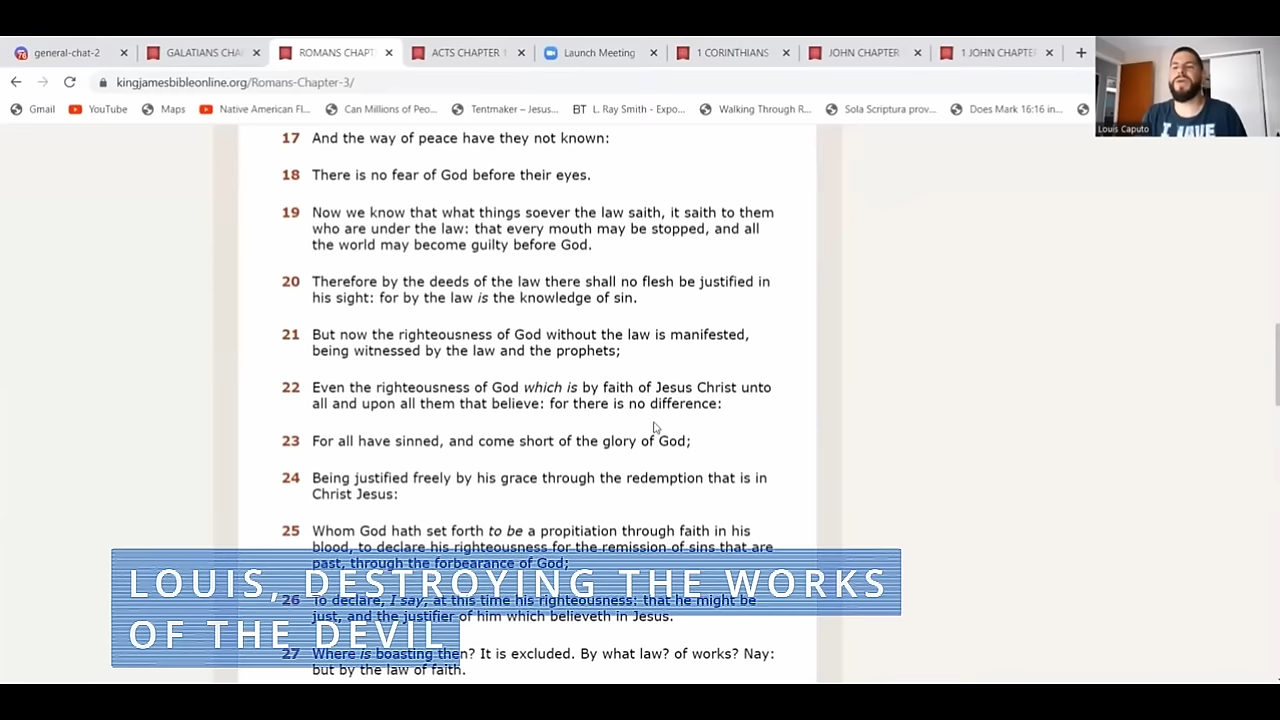 general-chat-2
GALATIANS CHA
ROMANS CHAPT
ACTS CHAPTER 1
Launch Meeting
1 CORINTHIANS
JOHN CHAPTER
1 JOHN CHAPTE
kingjamesbibleonline.org/Romans-Chapter-3/
Gmail
YouTube
Maps
Native American Fl...
Can Millions of Peo...
Tentmaker – Jesus...
BT L. Ray Smith - Expo...
Walking Through R...
Sola Scriptura prov...
Does Mark 16:16 in...
Louis Caputo
I HAVE
17 And the way of peace have they not known:
18 There is no fear of God before their eyes.
19 Now we know that what things soever the law saith, it saith to them
who are under the law: that every mouth may be stopped, and all
the world may become guilty before God.
20 Therefore by the deeds of the law there shall no flesh be justified in
his sight: for by the law is the knowledge of sin.
21 But now the righteousness of God without the law is manifested,
being witnessed by the law and the prophets;
22 Even the righteousness of God which is by faith of Jesus Christ unto
all and upon all them that believe: for there is no difference:
23 For all have sinned, and come short of the glory of God;
24 Being justified freely by his grace through the redemption that is in
Christ Jesus:
25 Whom God hath set forth to be a propitiation through faith in his
blood, to declare his righteousness for the remission of sins that are
past, through the forbearance of God;
26 To declare, I say, at this time his righteousness: that he might be
just, and the justifier of him which believeth in Jesus.
27 Where is boasting then? It is excluded. By what law? of works? Nay:
but by the law of faith.
LOUIS, DESTROYING THE WORKS
OF THE DEVIL